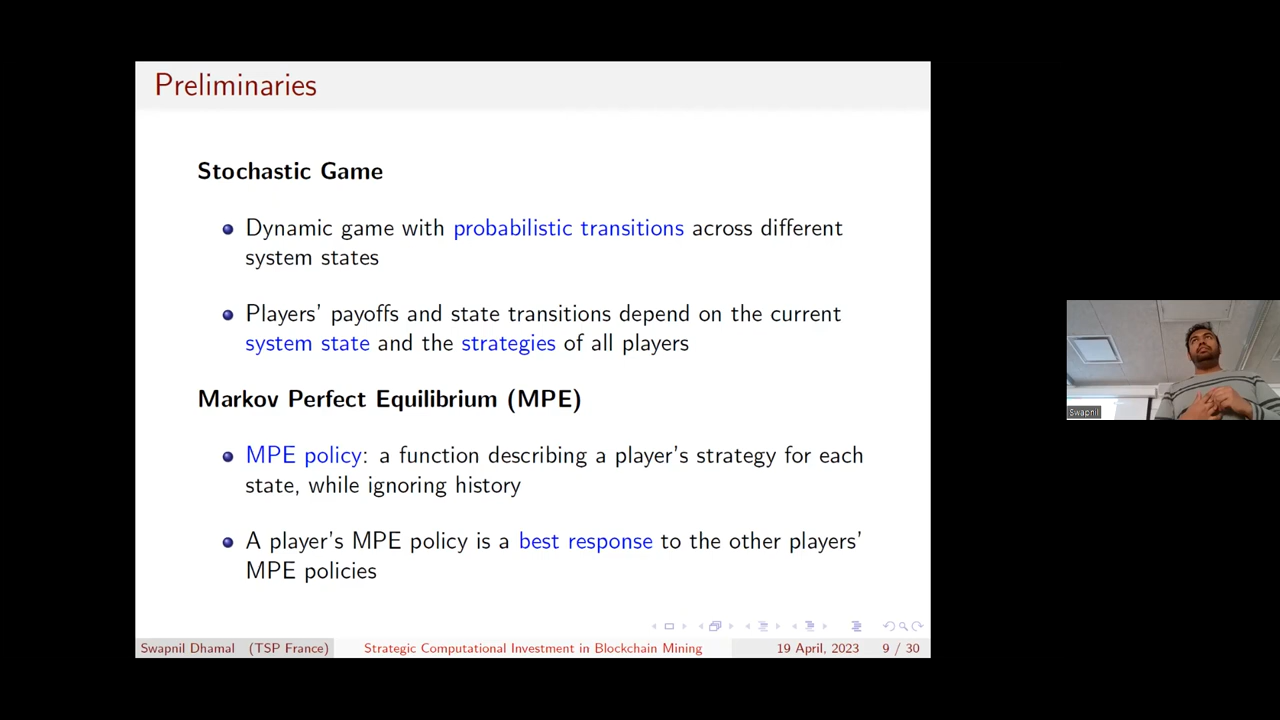 Preliminaries
Stochastic Game
Dynamic game with probabilistic transitions across different
system states
Players' payoffs and state transitions depend on the current
system state and the strategies of all players
Markov Perfect Equilibrium (MPE)
MPE policy: a function describing a player's strategy for each
state, while ignoring history
A player's MPE policy is a best response to the other players'
MPE policies
Swapnil Dhamal (TSP France) Strategic Computational Investment in Blockchain Mining 19 April, 2023 9 / 30
Swapnil